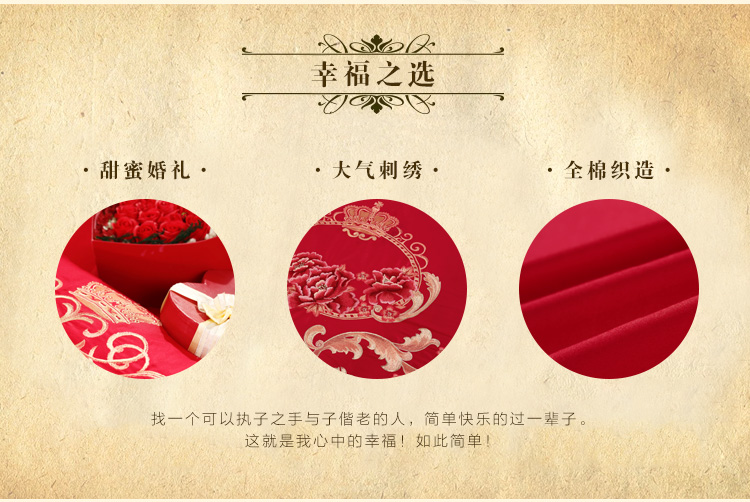 幸福之选
·甜蜜婚礼·
·大气刺绣·
·全棉织造·
找一个可以执子之手与子偕老的人，简单快乐的过一辈子。
这就是我心中的幸福！如此简单！